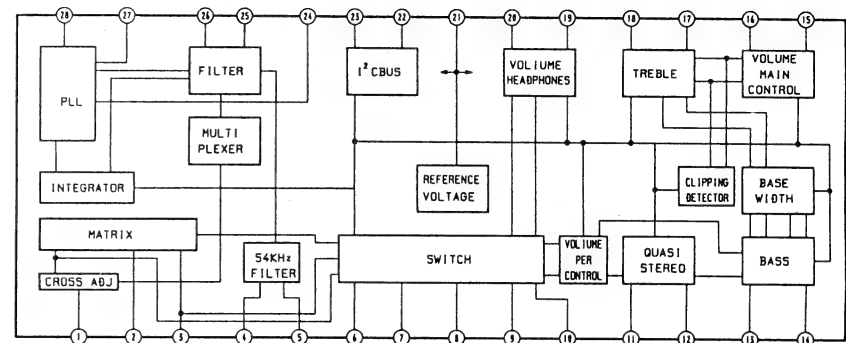 28 27 26 25 24 23 22 21 20 19 18 17 16 15
PLL
FILTER
I²CBUS
VOLIUME
HEADPHONES
TREBLE
VOLUME
MAIN
CONTROL
MULTI
PLEXER
INTEGRATOR
REFERENCE
VOLTAGE
CLIPPING
DETECTOR
BASE
WIDTH
MATRIX
54KHz
FILTER
SWITCH
VOLIUME
PER
CONTROL
QUASI
STEREO
BASS
CROSS ADJ
1 2 3 4 5 6 7 8 9 10 11 12 13 14